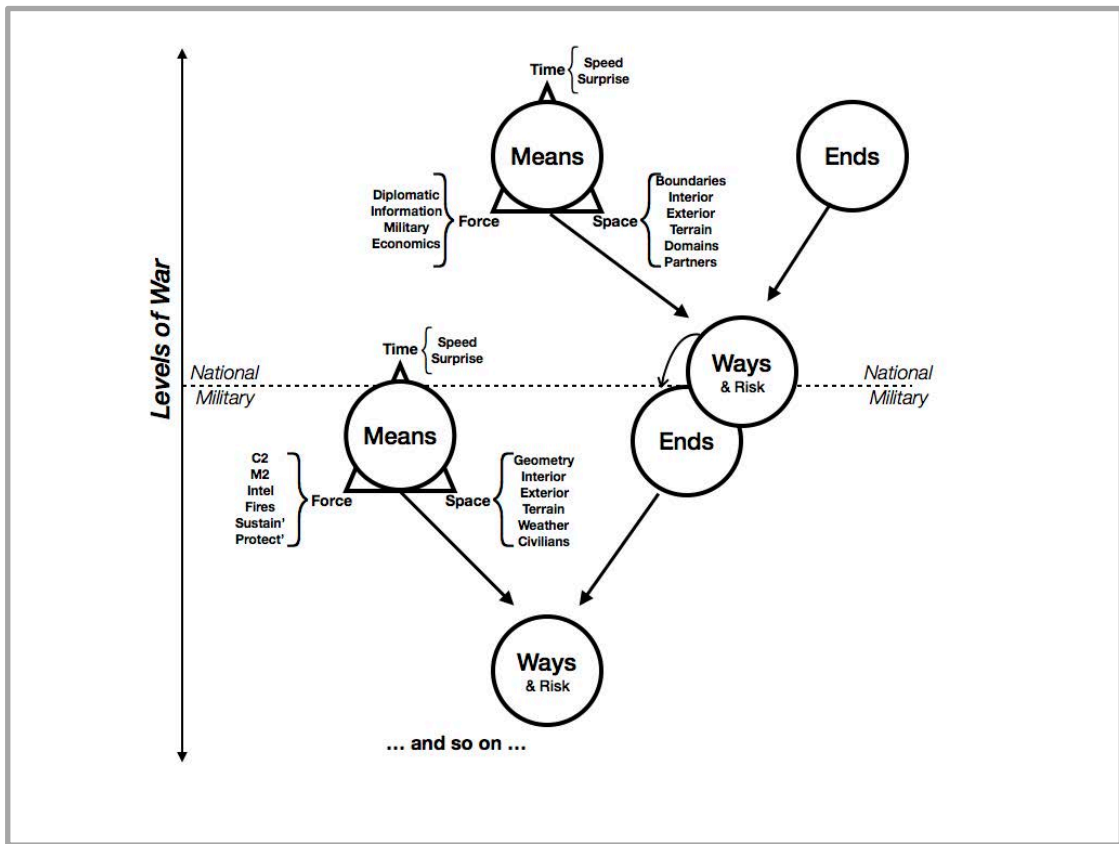 Time
Speed
Surprise
Means
Ends
Diplomatic
Information
Military
Economics
Force
Space
Boundaries
Interior
Exterior
Terrain
Domains
Partners
Levels of War
Time
Speed
Surprise
Ways
& Risk
National
Military
National
Military
Means
Ends
C2
M2
Intel
Fires
Sustain'
Protect'
Force
Space
Geometry
Interior
Exterior
Terrain
Weather
Civilians
Ways
& Risk
... and so on ...